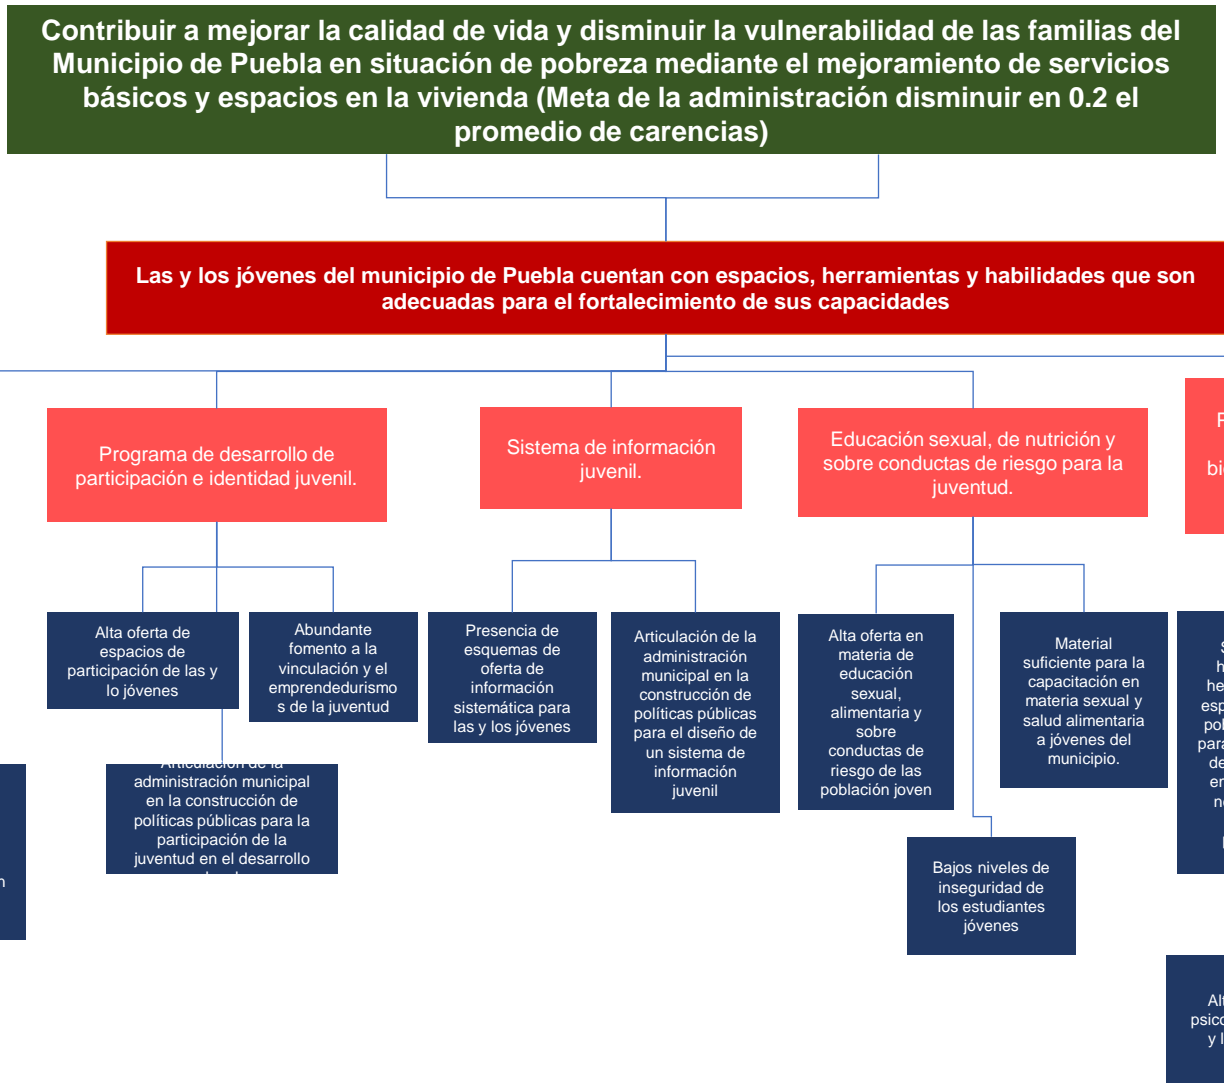 Contribuir a mejorar la calidad de vida y disminuir la vulnerabilidad de las familias del
Municipio de Puebla en situación de pobreza mediante el mejoramiento de servicios
básicos y espacios en la vivienda (Meta de la administración disminuir en 0.2 el
promedio de carencias)
Las y los jóvenes del municipio de Puebla cuentan con espacios, herramientas y habilidades que son
adecuadas para el fortalecimiento de sus capacidades
Programa de desarrollo de
participación e identidad juvenil.
Sistema de información
juvenil.
Educación sexual, de nutrición y
sobre conductas de riesgo para la
juventud.
Alta oferta de
espacios de
participación de las y
lo jóvenes
Abundante
fomento a la
vinculación y el
emprendedurismo
s de la juventud
Articulación de la
administración municipal
en la construcción de
políticas públicas para la
participación de la
juventud en el desarrollo
Presencia de
esquemas de
oferta de
información
sistemática para
las y los jóvenes
Articulación de la
administración
municipal en la
construcción de
políticas públicas
para el diseño de
un sistema de
información
juvenil
Alta oferta en
materia de
educación
sexual,
alimentaria y
sobre
conductas de
riesgo de las
población joven
Material
suficiente para la
capacitación en
materia sexual y
salud alimentaria
a jóvenes del
municipio.
Bajos niveles de
inseguridad de
los estudiantes
jóvenes